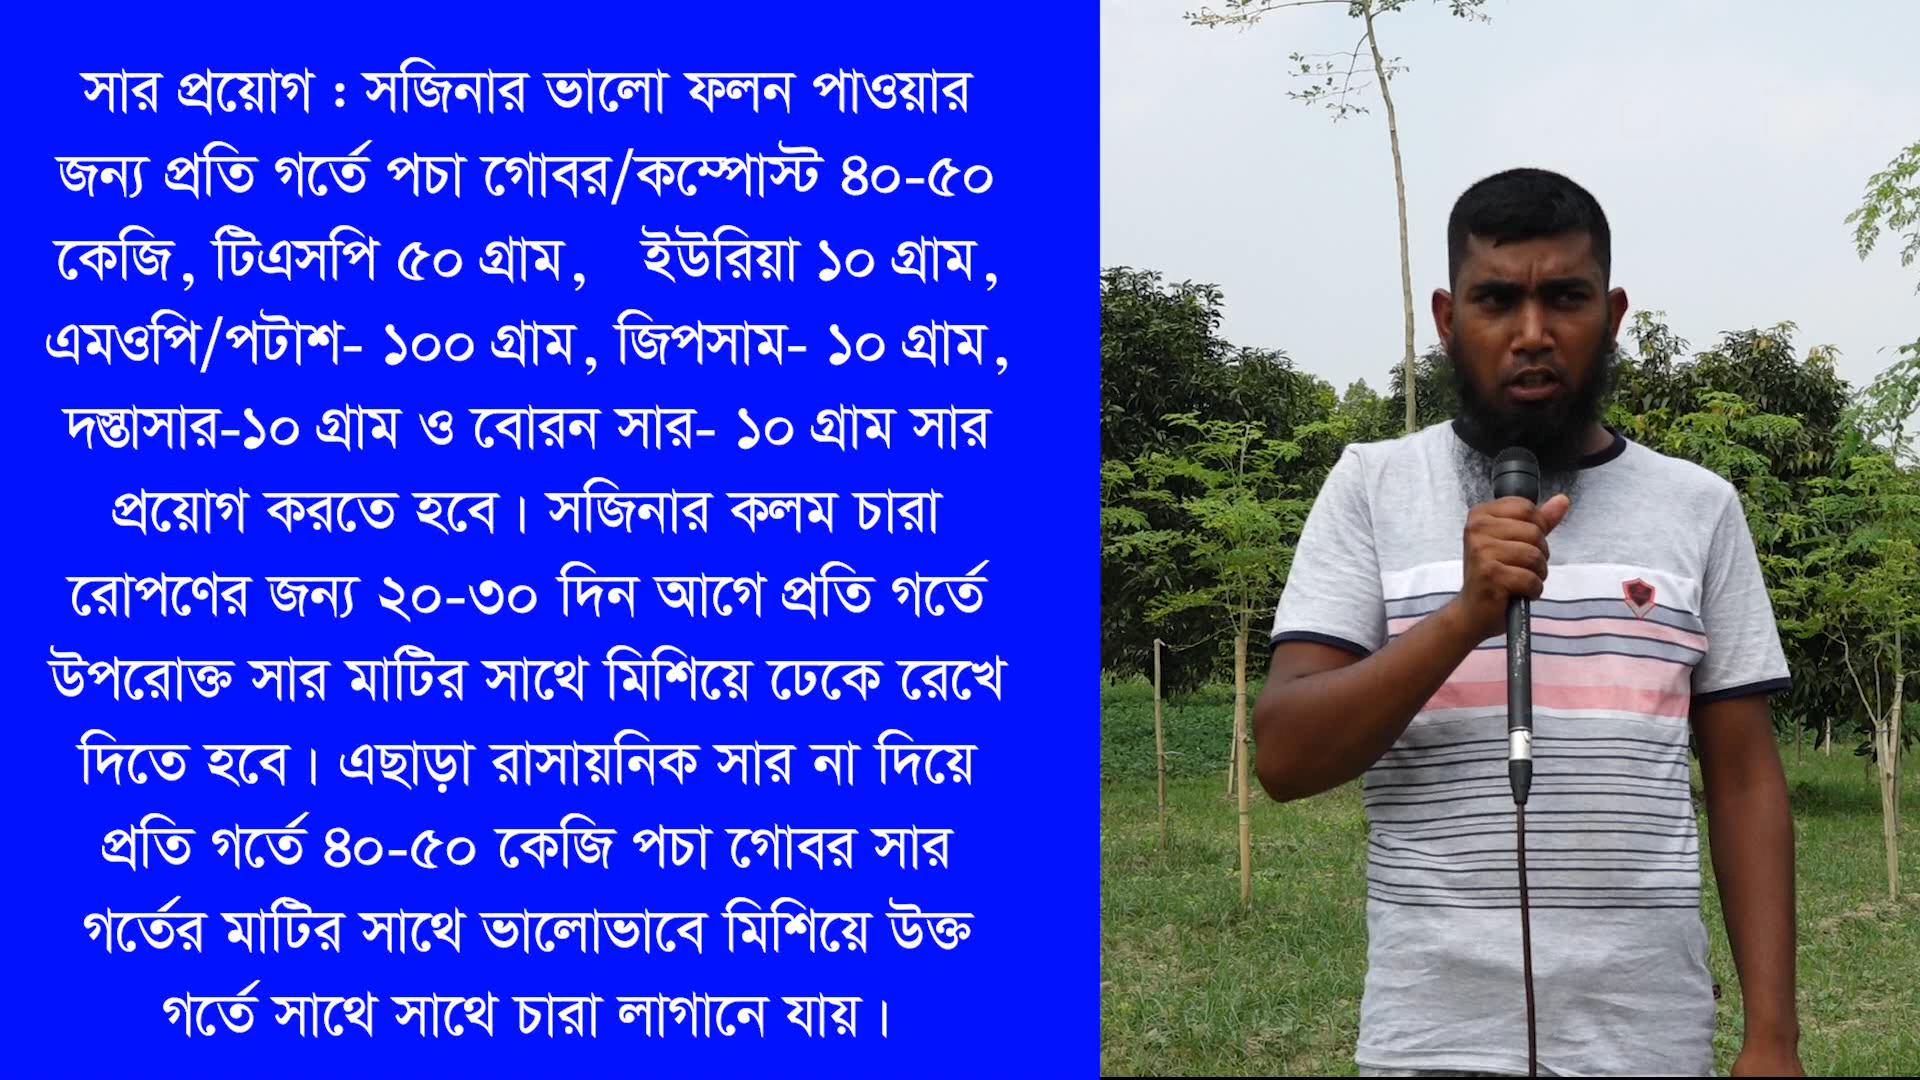 সার প্রয়োগ : সজিনার ভালো ফলন পাওয়ার
জন্য প্রতি গর্তে পচা গোবর/কম্পোস্ট ৪০-৫০
কেজি, টিএসপি ৫০ গ্রাম, ইউরিয়া ১০ গ্রাম,
এমওপি/পটাশ- ১০০ গ্রাম, জিপসাম- ১০ গ্রাম,
দস্তাসার-১০ গ্রাম ও বোরন সার- ১০ গ্রাম সার
প্রয়োগ করতে হবে। সজিনার কলম চারা
রোপণের জন্য ২০-৩০ দিন আগে প্রতি গর্তে
উপরোক্ত সার মাটির সাথে মিশিয়ে ঢেকে রেখে
দিতে হবে। এছাড়া রাসায়নিক সার না দিয়ে
প্রতি গর্তে ৪০-৫০ কেজি পচা গোবর সার
গর্তের মাটির সাথে ভালোভাবে মিশিয়ে উক্ত
গর্তে সাথে সাথে চারা লাগানে যায়।